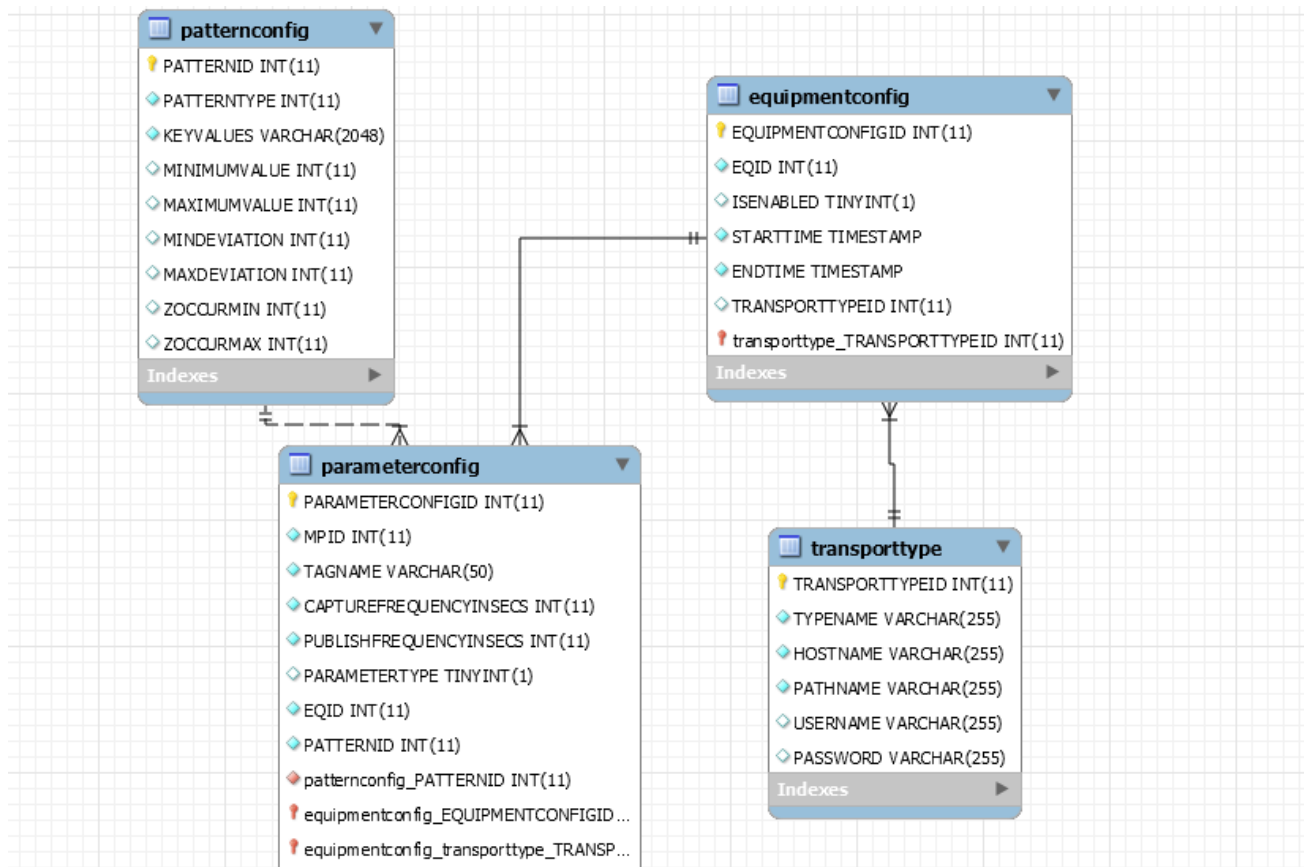 patternconfig
PATTERNID INT(11)
PATTERNTYPE INT(11)
KEYVALUES VARCHAR(2048)
MINIMUMVALUE INT(11)
MAXIMUMVALUE INT(11)
MINDEVIATION INT(11)
MAXDEVIATION INT(11)
ZOCCURMIN INT(11)
ZOCCURMAX INT(11)
Indexes
equipmentconfig
EQUIPMENTCONFIGID INT(11)
EQID INT(11)
ISENABLED TINYINT(1)
STARTTIME TIMESTAMP
ENDTIME TIMESTAMP
TRANSPORTTYPEID INT(11)
transporttype_TRANSPORTTYPEID INT(11)
Indexes
parameterconfig
PARAMETERCONFIGID INT(11)
MPID INT(11)
TAGNAME VARCHAR(50)
CAPTUREFREQUENCYINSECS INT(11)
PUBLISHFREQUENCYINSECS INT(11)
PARAMETERTYPE TINYINT(1)
EQID INT(11)
PATTERNID INT(11)
patternconfig_PATTERNID INT(11)
equipmentconfig_EQUIPMENTCONFIGID...
equipmentconfig_transporttype_TRANSP...
transporttype
TRANSPORTTYPEID INT(11)
TYPENAME VARCHAR(255)
HOSTNAME VARCHAR(255)
PATHNAME VARCHAR(255)
USERNAME VARCHAR(255)
PASSWORD VARCHAR(255)
Indexes